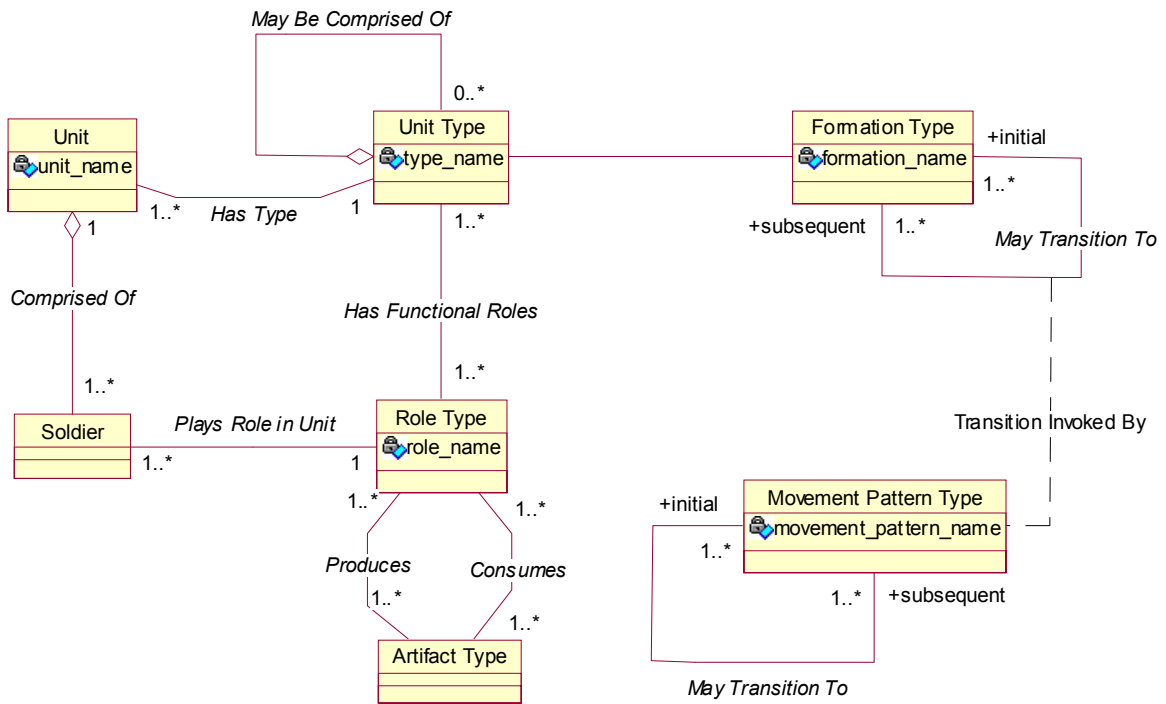 May Be Comprised Of
0..*
Unit
unit_name
1..*
Has Type
1
Unit Type
type_name
1..*
Formation Type
formation_name
+initial
1..*
+subsequent
1..*
May Transition To
1
Comprised Of
1..*
Has Functional Roles
1..*
Soldier
1..*
Plays Role in Unit
1
Role Type
role_name
1..*
1..*
Produces
Consumes
1..*
1..*
Artifact Type
Transition Invoked By
Movement Pattern Type
movement_pattern_name
+initial
1..*
1..*
+subsequent
May Transition To